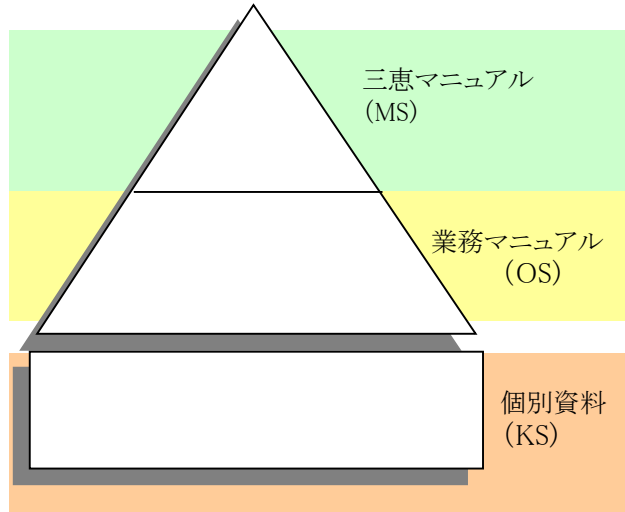 三恵マニュアル
（MS）
業務マニュアル
（OS）
個別資料
（KS）